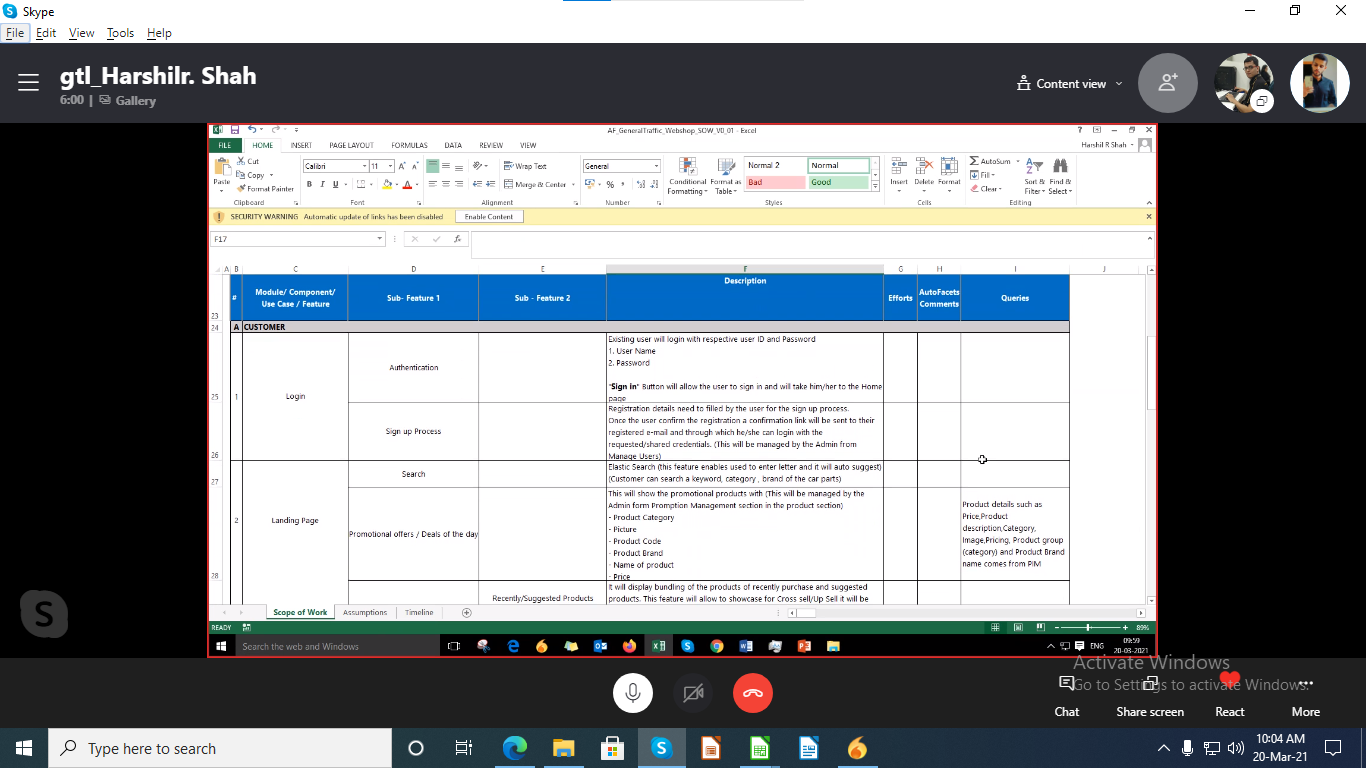 Skype
File Edit View Tools Help
gtl_Harshilr. Shah
6:00 | Gallery
Content view
AF_GeneralTraffic_Webshop_SOW_V0_01 - Excel
FILE HOME INSERT PAGE LAYOUT FORMULAS DATA REVIEW VIEW
Harshil R Shah
Paste
Cut
Copy
Format Painter
Clipboard
Calibri 11
B I U
Font
Wrap Text
Merge & Center
Alignment
General
Number
Conditional Formatting
Format as Table
Normal 2 Normal
Bad Good
Styles
Insert Delete Format
Cells
AutoSum
Fill
Clear
Sort & Filter
Find & Select
Editing
SECURITY WARNING Automatic update of links has been disabled Enable Content
F17
A B C D E F G H I J
23 # Module/ Component/ Use Case / Feature Sub- Feature 1 Sub - Feature 2 Description Efforts AutoFacets Comments Queries
24 A CUSTOMER
25 1 Login Authentication
Existing user will login with respective user ID and Password
1. User Name
2. Password
"Sign in" Button will allow the user to sign in and will take him/her to the Home
page
26 Sign up Process
Registration details need to filled by the user for the sign up process.
Once the user confirm the registration a confirmation link will be sent to their
registered e-mail and through which he/she can login with the
requested/shared credentials. (This will be managed by the Admin from
Manage Users)
27 Search
Elastic Search (this feature enables used to enter letter and it will auto suggest)
(Customer can search a keyword, category , brand of the car parts)
28 2 Landing Page Promotional offers / Deals of the day
This will show the promotional products with (This will be managed by the
Admin form Promption Management section in the product section)
- Product Category
- Picture
- Product Code
- Product Brand
- Name of product
- Price
Product details such as
Price,Product
description,Category,
Image,Pricing, Product group
(category) and Product Brand
name comes from PIM
Recently/Suggested Products
It will display bundling of the products of recently purchase and suggested
products. This feature will allow to showcase for Cross sell/Up Sell it will be
Scope of Work Assumptions Timeline
READY
89%
Search the web and Windows
ENG
09:59
20-03-2021
Activate Windows
Go to Settings to activate Windows.
Chat Share screen React More
Type here to search
10:04 AM
20-Mar-21